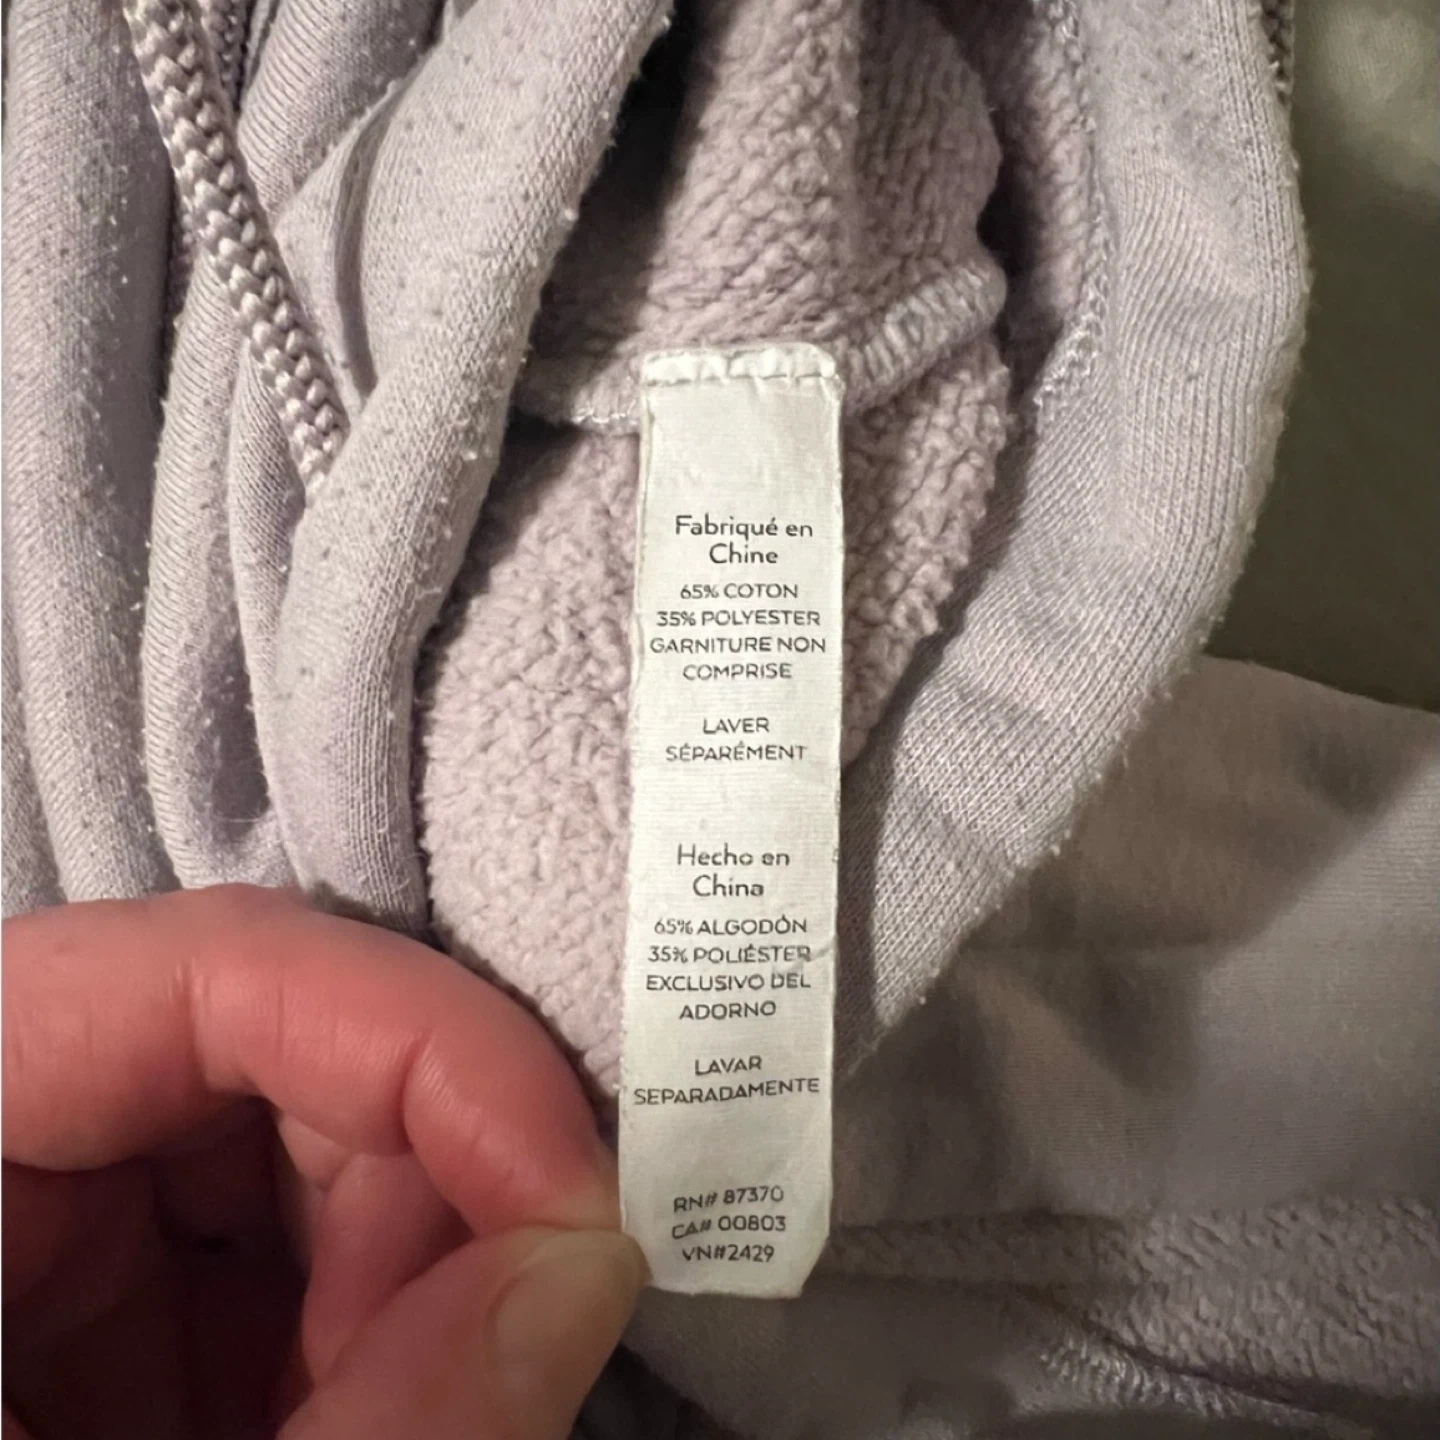 Fabriqué en
Chine
65% COTON
35% POLYESTER
GARNITURE NON
COMPRISE
LAVER
SÉPARÉMENT
Hecho en
China
65% ALGODÓN
35% POLIÉSTER
EXCLUSIVO DEL
ADORNO
LAVAR
SEPARADAMENTE
RN# 87370
CA# 00803
VN#2429